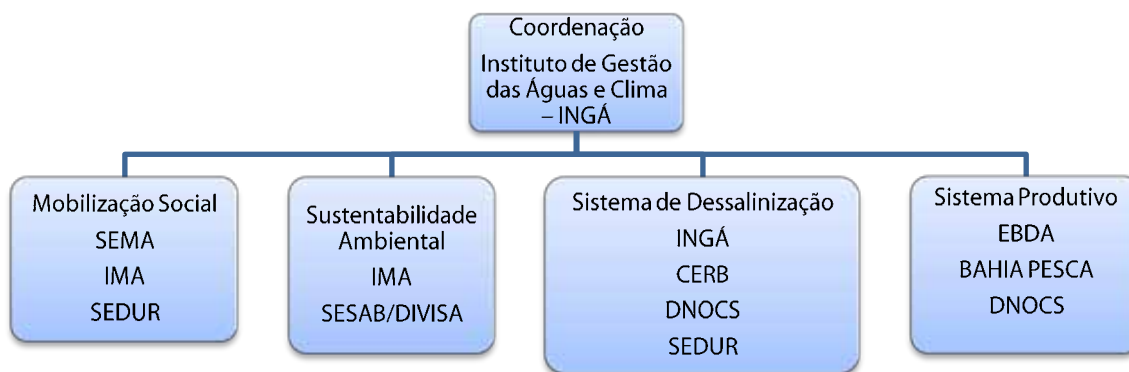 Coordenação
Instituto de Gestão
das Águas e Clima
– INGÁ
Mobilização Social
SEMA
IMA
SEDUR
Sustentabilidade
Ambiental
IMA
SESAB/DIVISA
Sistema de Dessalinização
INGÁ
CERB
DNOCS
SEDUR
Sistema Produtivo
EBDA
BAHIA PESCA
DNOCS